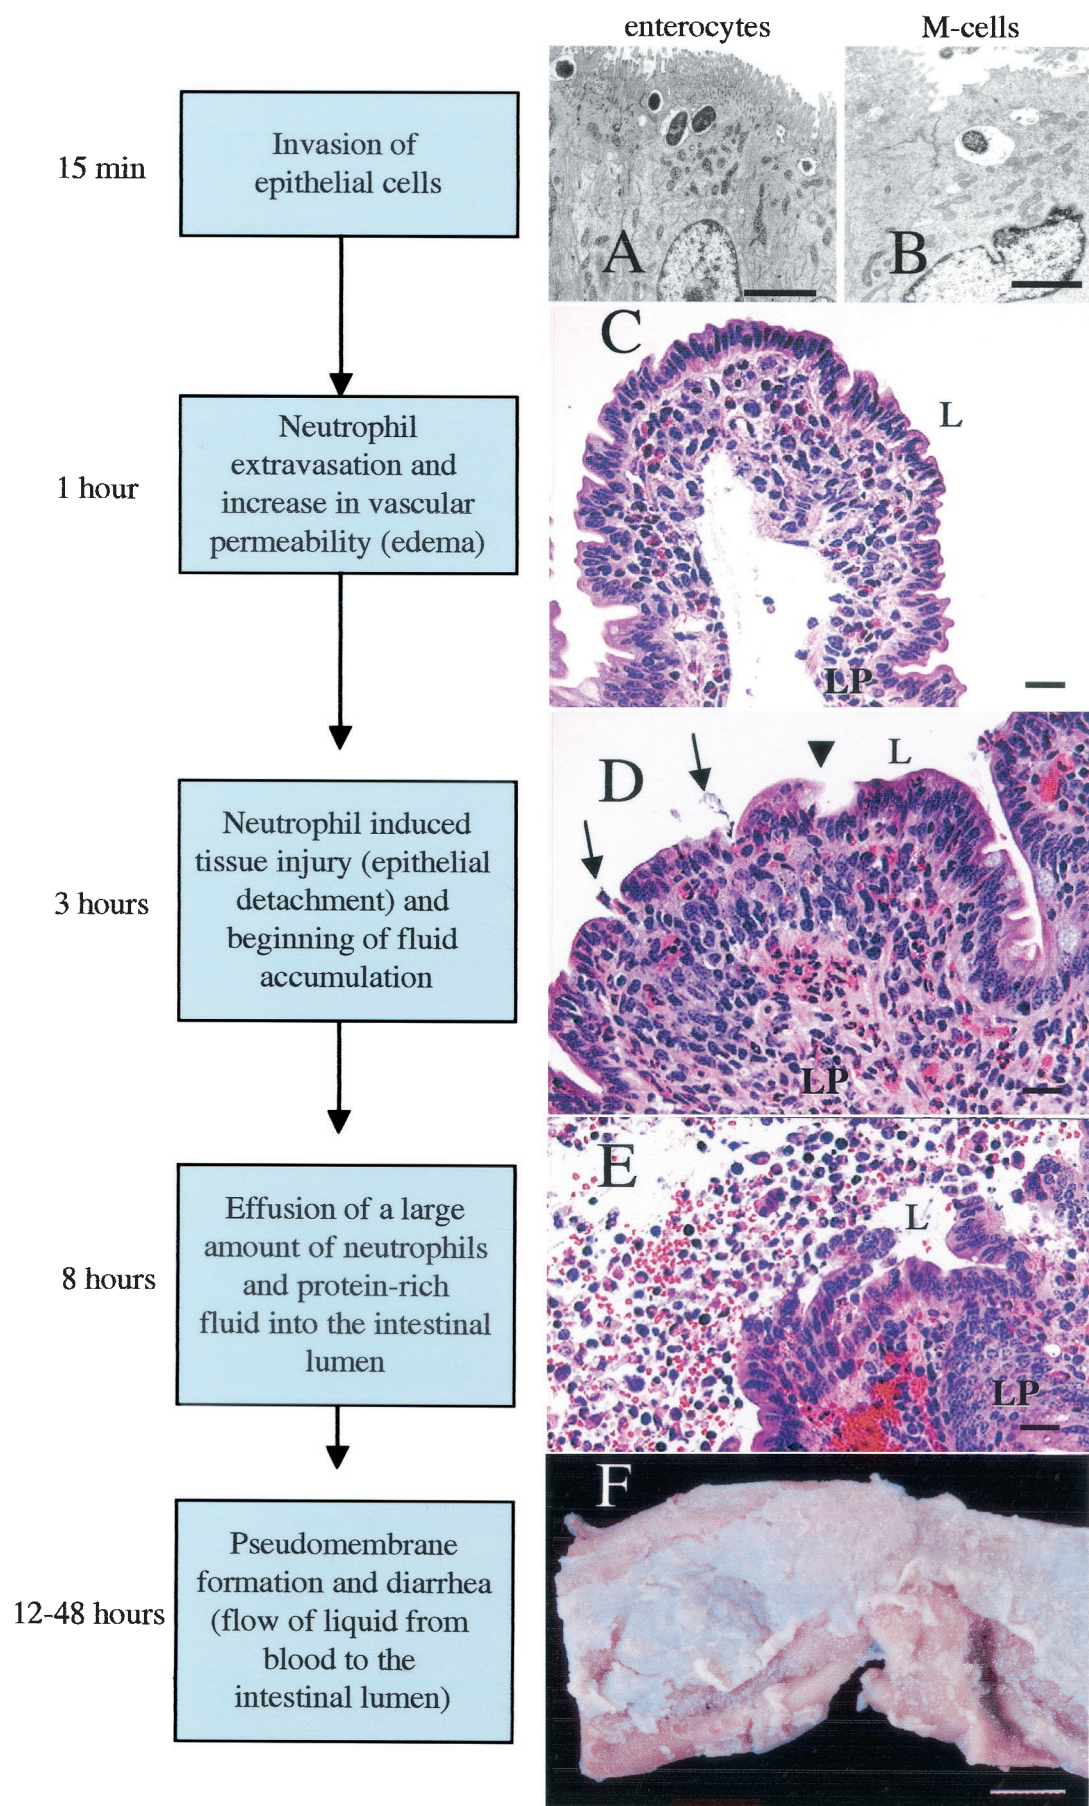 enterocytes
M-cells
15 min
Invasion of
epithelial cells
A
B
C
L
1 hour
Neutrophil
extravasation and
increase in vascular
permeability (edema)
LP
D
L
3 hours
Neutrophil induced
tissue injury (epithelial
detachment) and
beginning of fluid
accumulation
LP
E
L
8 hours
Effusion of a large
amount of neutrophils
and protein-rich
fluid into the intestinal
lumen
LP
F
12-48 hours
Pseudomembrane
formation and diarrhea
(flow of liquid from
blood to the
intestinal lumen)